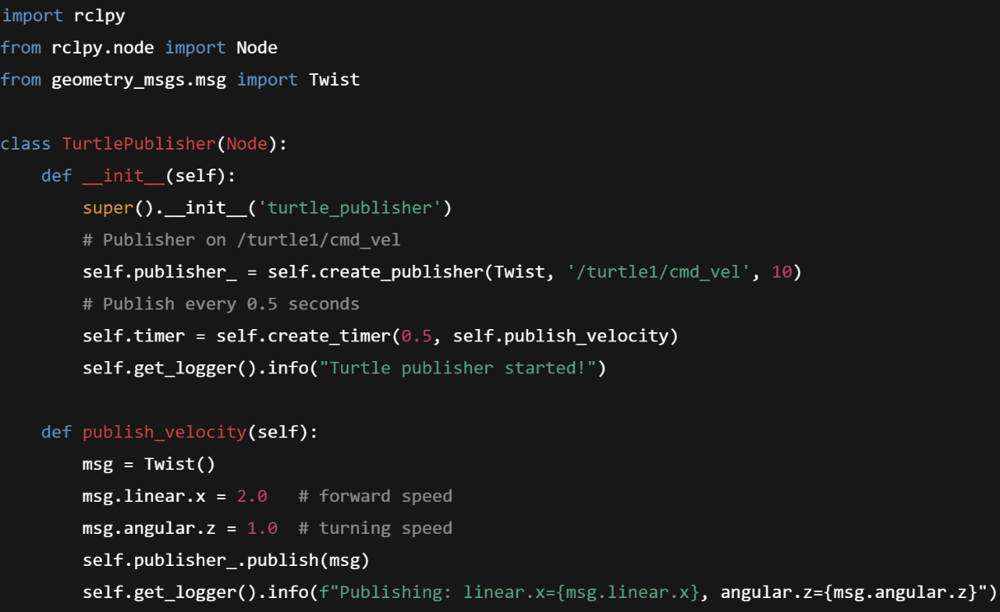 import rclpy
from rclpy.node import Node
from geometry_msgs.msg import Twist

class TurtlePublisher(Node):
    def __init__(self):
        super().__init__('turtle_publisher')
        # Publisher on /turtle1/cmd_vel
        self.publisher_ = self.create_publisher(Twist, '/turtle1/cmd_vel', 10)
        # Publish every 0.5 seconds
        self.timer = self.create_timer(0.5, self.publish_velocity)
        self.get_logger().info("Turtle publisher started!")

    def publish_velocity(self):
        msg = Twist()
        msg.linear.x = 2.0   # forward speed
        msg.angular.z = 1.0  # turning speed
        self.publisher_.publish(msg)
        self.get_logger().info(f"Publishing: linear.x={msg.linear.x}, angular.z={msg.angular.z}")